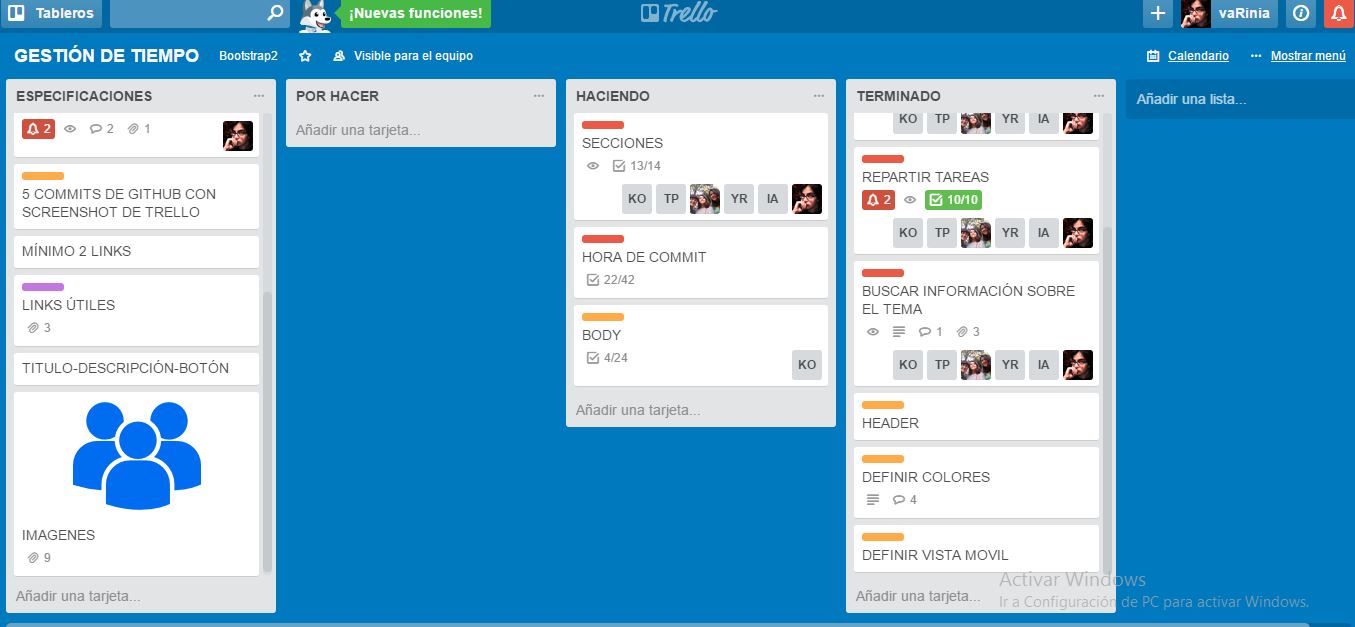 Tableros
¡Nuevas funciones!
Trello
vaRinia
GESTIÓN DE TIEMPO
Bootstrap2
Visible para el equipo
Calendario
Mostrar menú
ESPECIFICACIONES
2
2
1
5 COMMITS DE GITHUB CON
SCREENSHOT DE TRELLO
MÍNIMO 2 LINKS
LINKS ÚTILES
3
TITULO-DESCRIPCIÓN-BOTÓN
IMAGENES
9
Añadir una tarjeta...
POR HACER
Añadir una tarjeta...
HACIENDO
SECCIONES
13/14
KO TP YR IA
HORA DE COMMIT
22/42
BODY
4/24
KO
Añadir una tarjeta...
TERMINADO
KO TP YR IA
REPARTIR TAREAS
2 10/10
KO TP YR IA
BUSCAR INFORMACIÓN SOBRE
EL TEMA
1 3
KO TP YR IA
HEADER
DEFINIR COLORES
4
DEFINIR VISTA MOVIL
Añadir una tarjeta...
Añadir una lista...
Activar Windows
Ir a Configuración de PC para activar Windows.